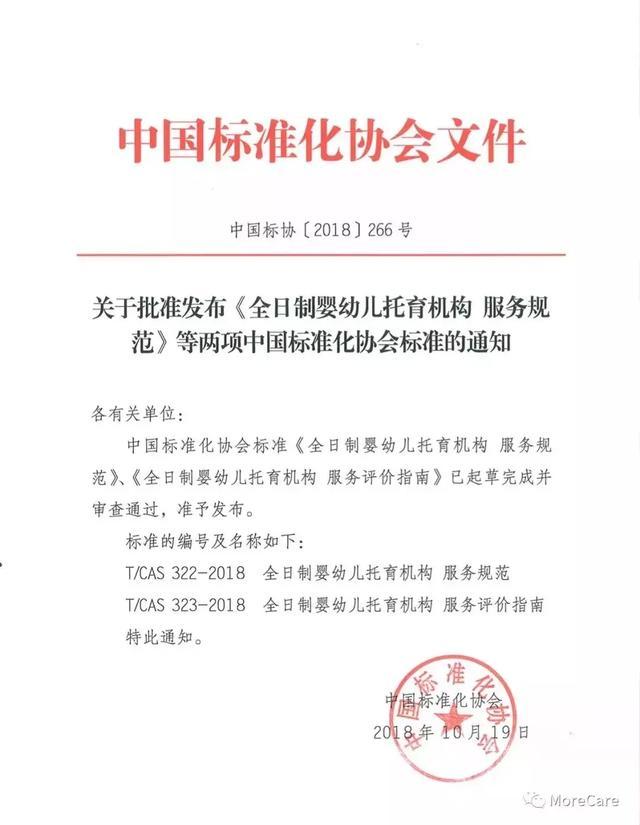 中国标准化协会文件
中国标协〔2018〕266号
关于批准发布《全日制婴幼儿托育机构 服务规
范》等两项中国标准化协会标准的通知
各有关单位：
中国标准化协会标准《全日制婴幼儿托育机构 服务规
范》、《全日制婴幼儿托育机构 服务评价指南》已起草完成并
审查通过，准予发布。
标准的编号及名称如下：
T/CAS 322-2018 全日制婴幼儿托育机构 服务规范
T/CAS 323-2018 全日制婴幼儿托育机构 服务评价指南
特此通知。
中国标准化协会
中国标准化协会
2018年10月19日
MoreCare